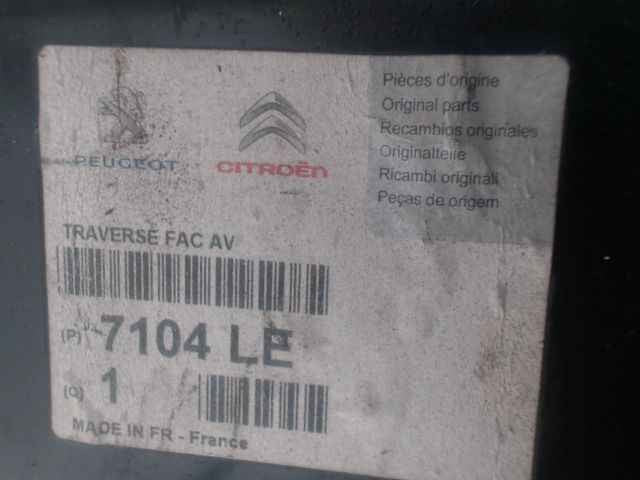 PEUGEOT
CITROËN
Pièces d'origine
Original parts
Recambios originales
Originalteile
Ricambi originali
Peças de origem
TRAVERSE FAC AV
(P) 7104 LE
(Q) 1
MADE IN FR - France